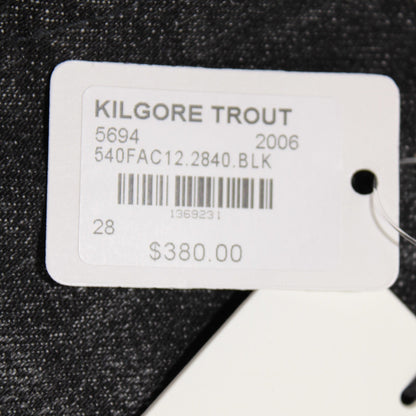 KILGORE TROUT
5694 2006
540FAC12.2840.BLK
1369231
28
$380.00